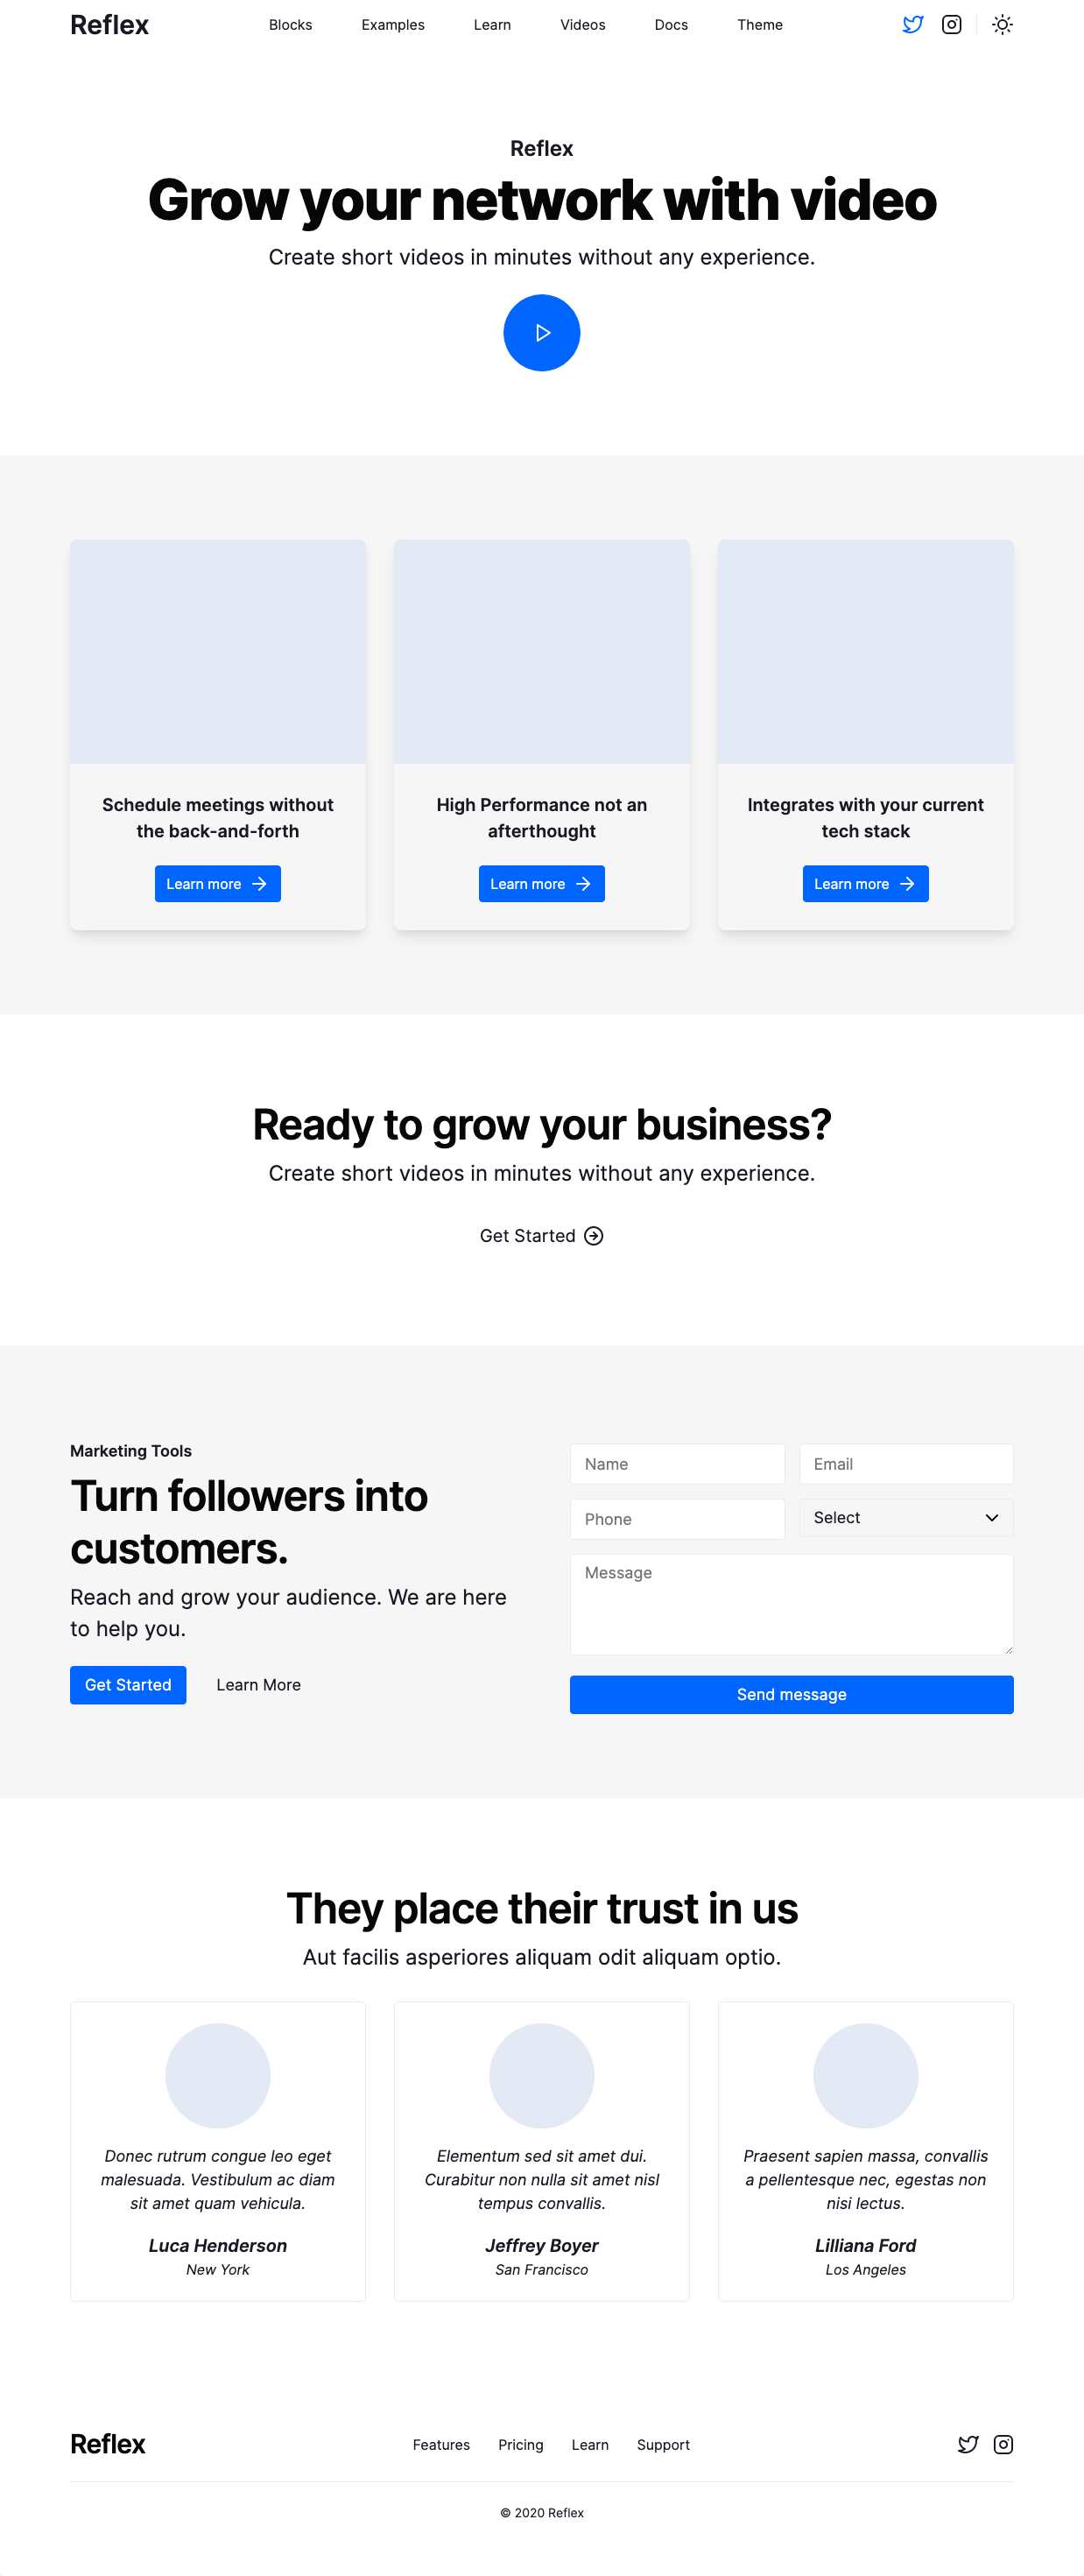 Reflex
Blocks Examples Learn Videos Docs Theme
Reflex
Grow your network with video
Create short videos in minutes without any experience.
Schedule meetings without
the back-and-forth
Learn more
High Performance not an
afterthought
Learn more
Integrates with your current
tech stack
Learn more
Ready to grow your business?
Create short videos in minutes without any experience.
Get Started
Marketing Tools
Turn followers into
customers.
Reach and grow your audience. We are here
to help you.
Get Started Learn More
Name Email
Phone Select
Message
Send message
They place their trust in us
Aut facilis asperiores aliquam odit aliquam optio.
Donec rutrum congue leo eget
malesuada. Vestibulum ac diam
sit amet quam vehicula.
Luca Henderson
New York
Elementum sed sit amet dui.
Curabitur non nulla sit amet nisl
tempus convallis.
Jeffrey Boyer
San Francisco
Praesent sapien massa, convallis
a pellentesque nec, egestas non
nisi lectus.
Lilliana Ford
Los Angeles
Reflex
Features Pricing Learn Support
© 2020 Reflex